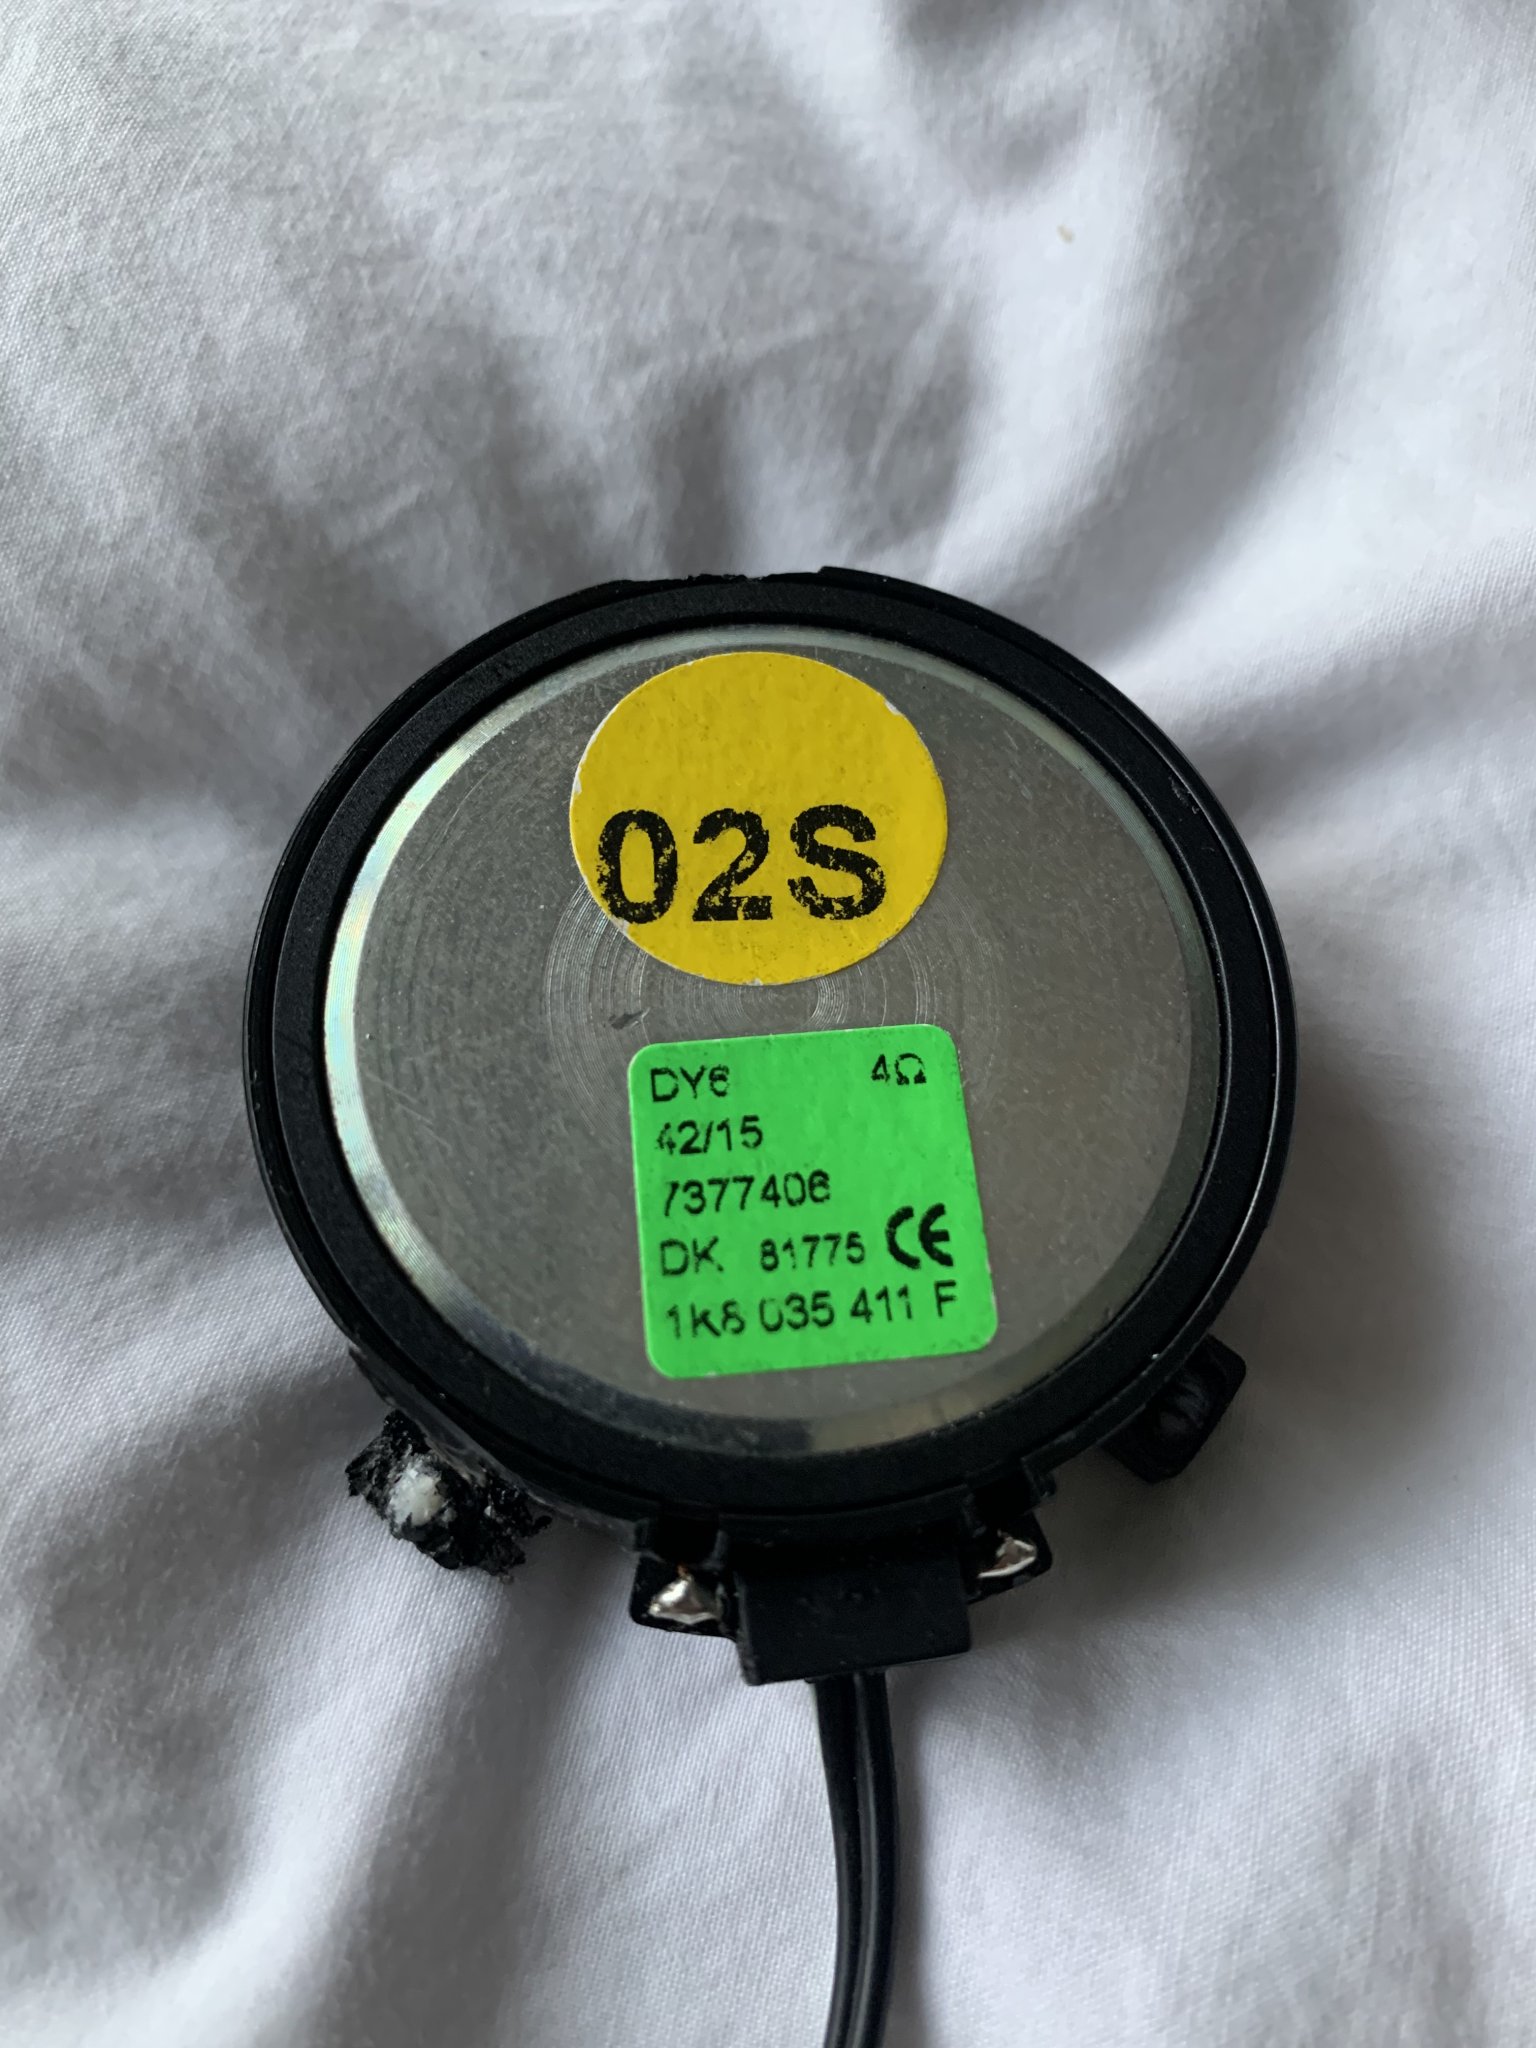 02S
DY6 4Ω
42/15
7377406
DK 81775 CE
1K8 035 411 F